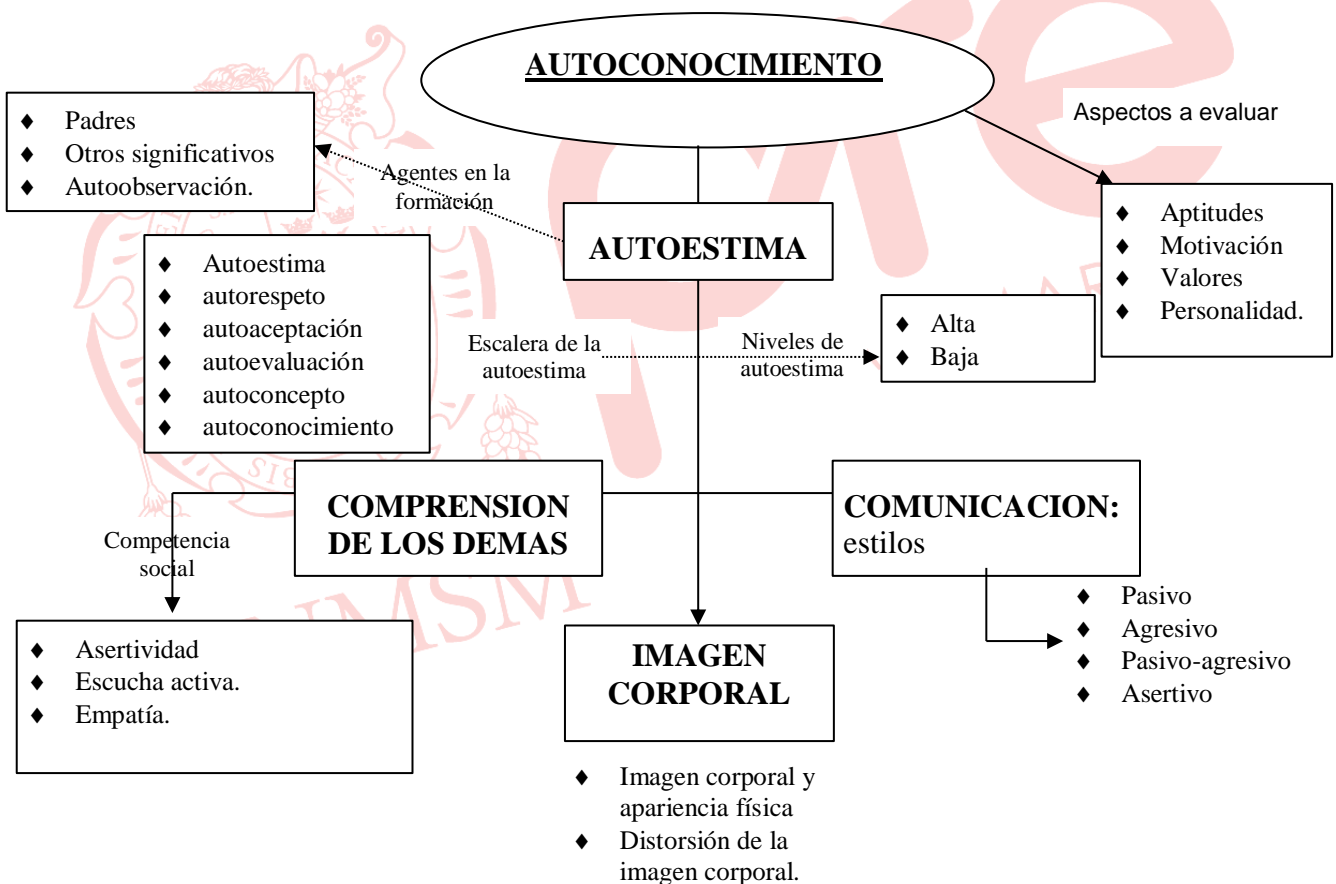 AUTOCONOCIMIENTO
Aspectos a evaluar
♦ Padres
♦ Otros significativos
♦ Autoobservación.
Agentes en la
formación
♦ Aptitudes
♦ Motivación
♦ Valores
♦ Personalidad.
AUTOESTIMA
♦ Autoestima
♦ autorespeto
♦ autoaceptación
♦ autoevaluación
♦ autoconcepto
♦ autoconocimiento
Escalera de la
autoestima
Niveles de
autoestima
♦ Alta
♦ Baja
COMPRENSION
DE LOS DEMAS
COMUNICACION:
estilos
Competencia
social
♦ Asertividad
♦ Escucha activa.
♦ Empatía.
♦ Pasivo
♦ Agresivo
♦ Pasivo-agresivo
♦ Asertivo
IMAGEN
CORPORAL
♦ Imagen corporal y
apariencia física
♦ Distorsión de la
imagen corporal.